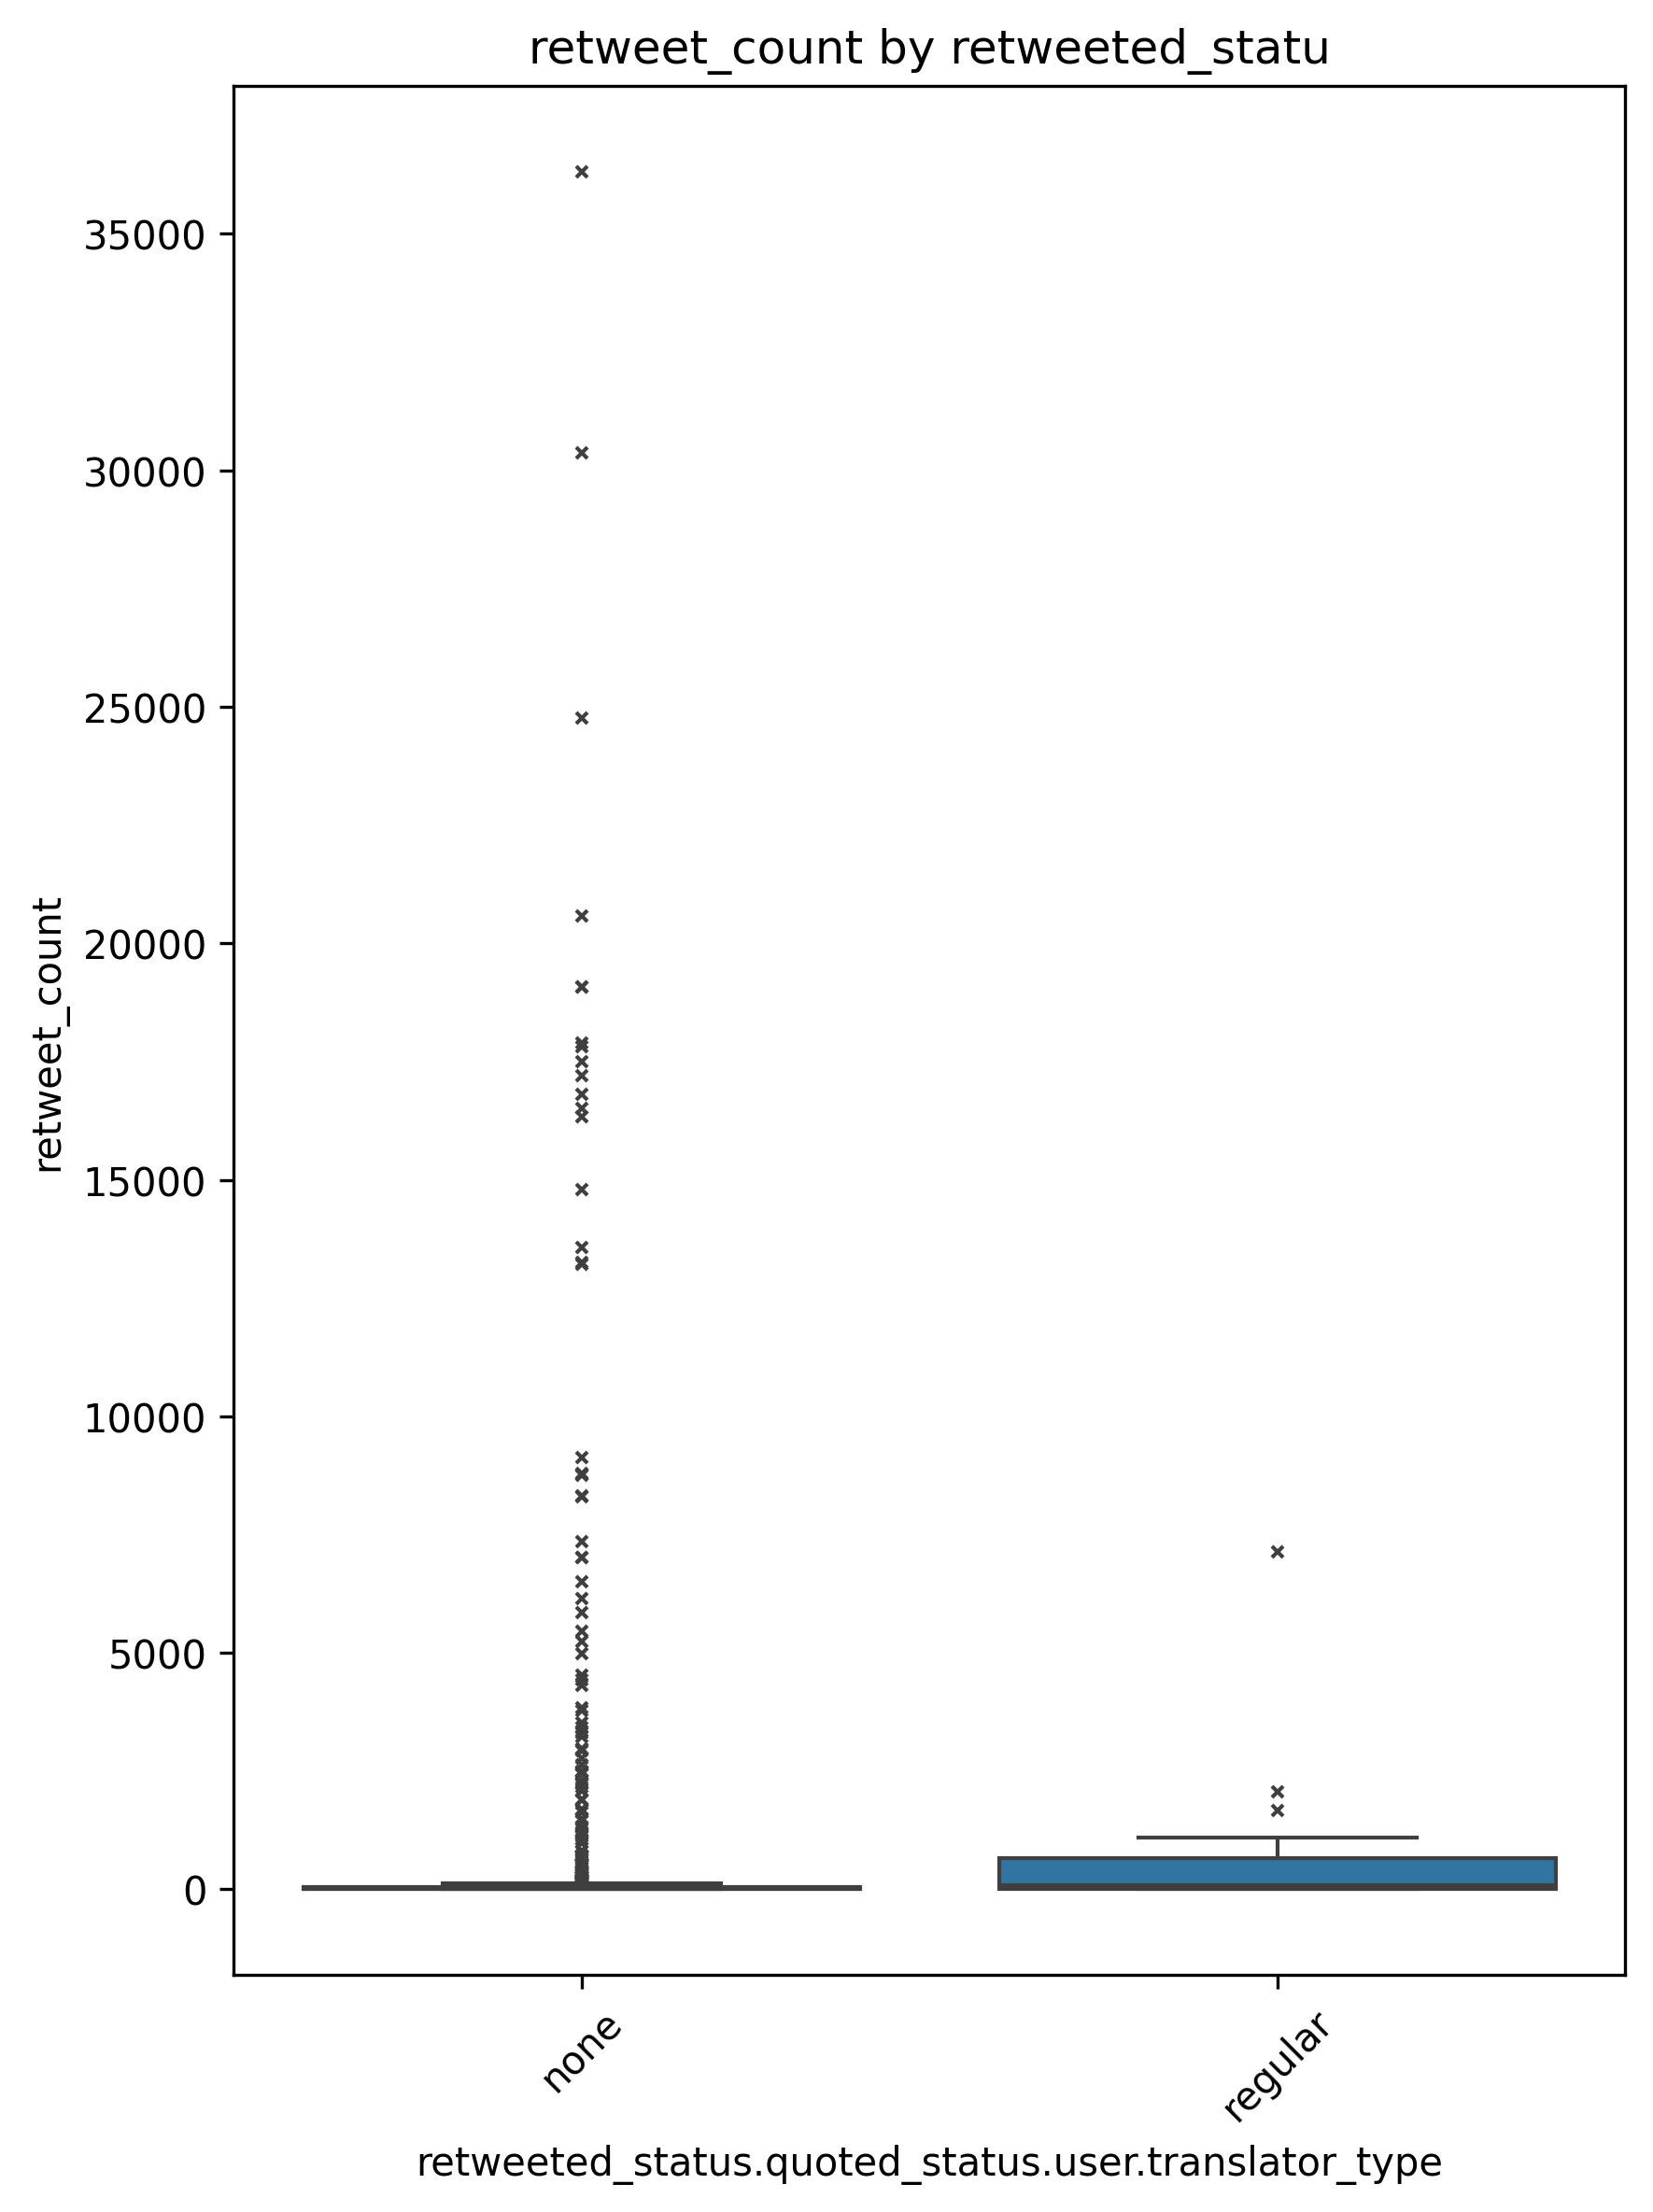 retweet_count by retweeted_statu
retweet_count
35000
30000
25000
20000
15000
10000
5000
0
none
regular
retweeted_status.quoted_status.user.translator_type